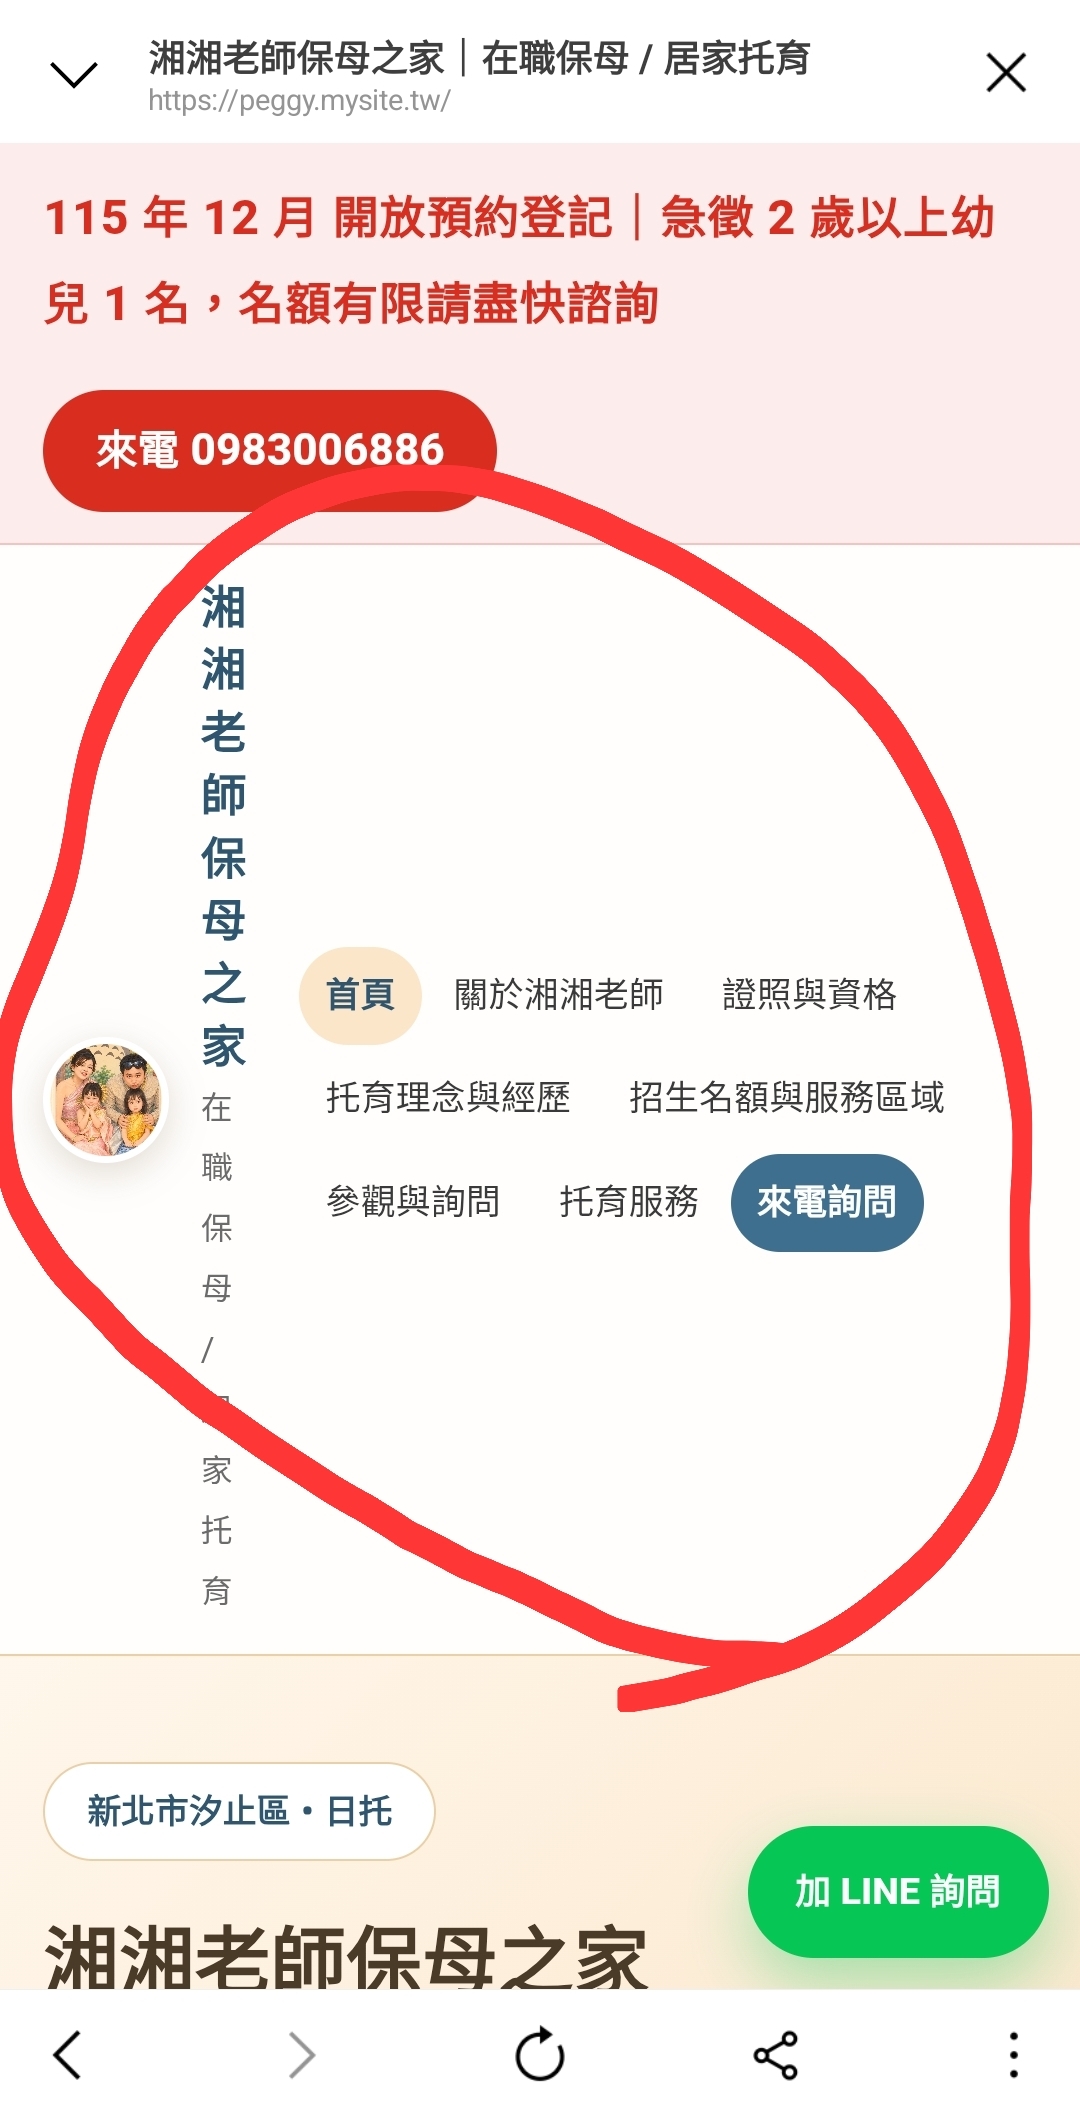 湘湘老師保母之家｜在職保母 / 居家托育
https://peggy.mysite.tw/
115 年 12 月 開放預約登記｜急徵 2 歲以上幼
兒 1 名，名額有限請盡快諮詢
來電 0983006886
湘
湘
老
師
保
母
之
家
在
職
保
母
/
家
托
育
首頁 關於湘湘老師 證照與資格
托育理念與經歷 招生名額與服務區域
參觀與詢問 托育服務 來電詢問
新北市汐止區・日托
加 LINE 詢問
湘湘老師保母之家